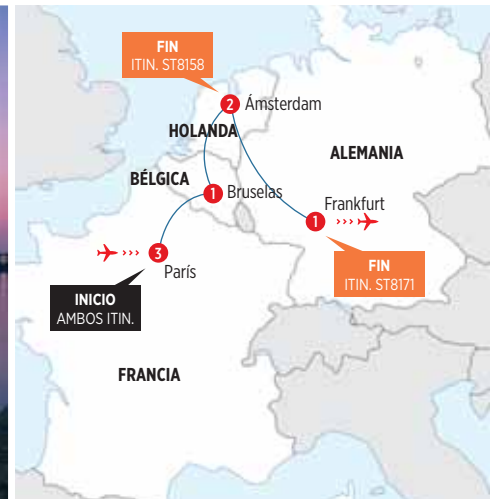 FIN
ITIN. ST8158
2 Ámsterdam
HOLANDA
ALEMANIA
BÉLGICA
1 Bruselas
Frankfurt
1
FIN
ITIN. ST8171
3
París
INICIO
AMBOS ITIN.
FRANCIA